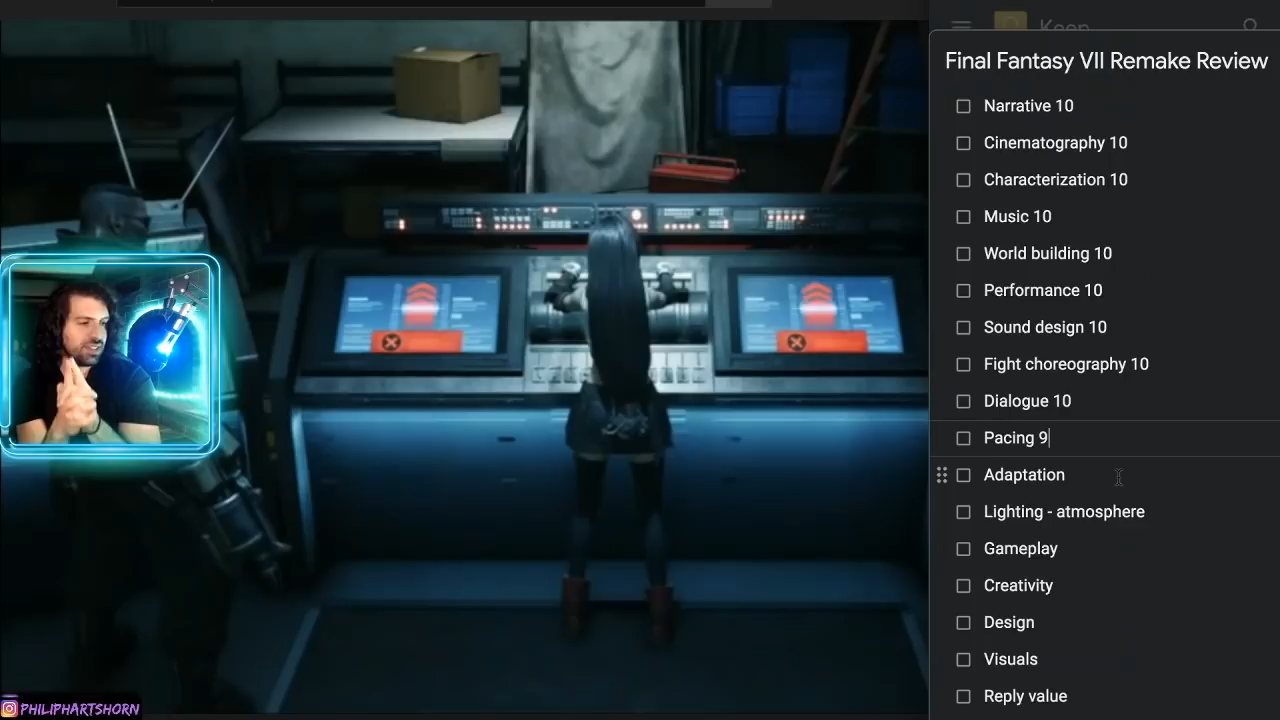 Keep
Final Fantasy VII Remake Review
Narrative 10
Cinematography 10
Characterization 10
Music 10
World building 10
Performance 10
Sound design 10
Fight choreography 10
Dialogue 10
Pacing 9
Adaptation
Lighting - atmosphere
Gameplay
Creativity
Design
Visuals
Reply value
PHILIPHARTSHORN